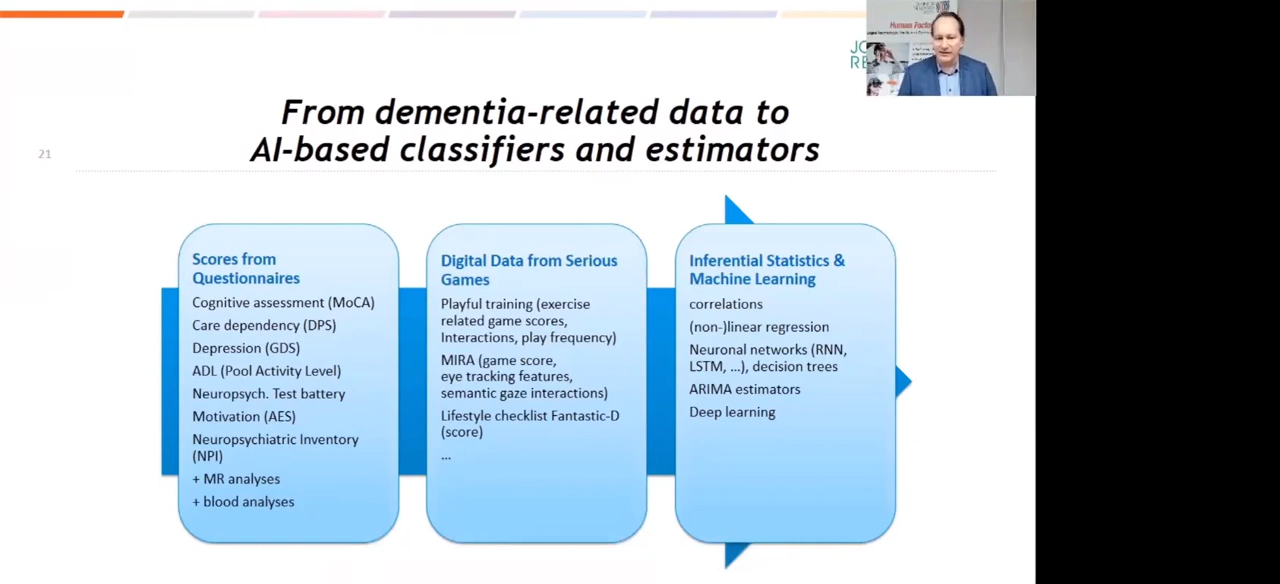 JO
RE
Human Facto
From dementia-related data to
AI-based classifiers and estimators
21
Scores from
Questionnaires
Cognitive assessment (MoCA)
Care dependency (DPS)
Depression (GDS)
ADL (Pool Activity Level)
Neuropsych. Test battery
Motivation (AES)
Neuropsychiatric Inventory
(NPI)
+ MR analyses
+ blood analyses
Digital Data from Serious
Games
Playful training (exercise
related game scores,
Interactions, play frequency)
MIRA (game score,
eye tracking features,
semantic gaze interactions)
Lifestyle checklist Fantastic-D
(score)
...
Inferential Statistics &
Machine Learning
correlations
(non-)linear regression
Neuronal networks (RNN,
LSTM, ...), decision trees
ARIMA estimators
Deep learning